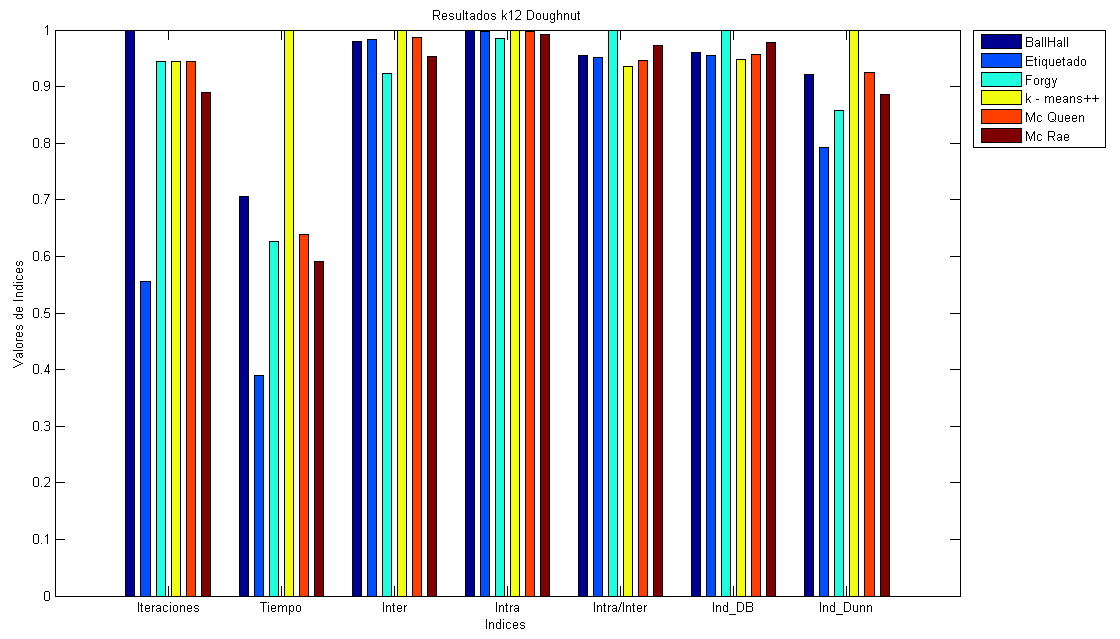 Resultados k12 Doughnut
Valores de Indices
1
0.9
0.8
0.7
0.6
0.5
0.4
0.3
0.2
0.1
0
Iteraciones
Tiempo
Inter
Intra
Intra/Inter
Ind_DB
Ind_Dunn
Indices
BallHall
Etiquetado
Forgy
k - means++
Mc Queen
Mc Rae